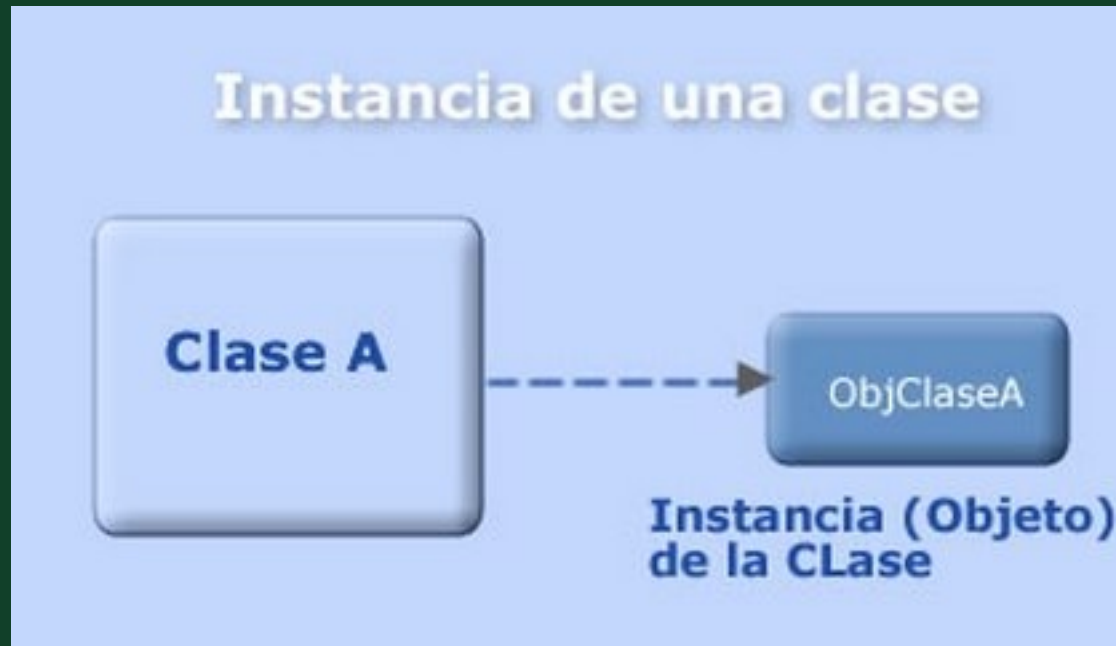 Instancia de una clase
Clase A
ObjClaseA
Instancia (Objeto)
de la CLase